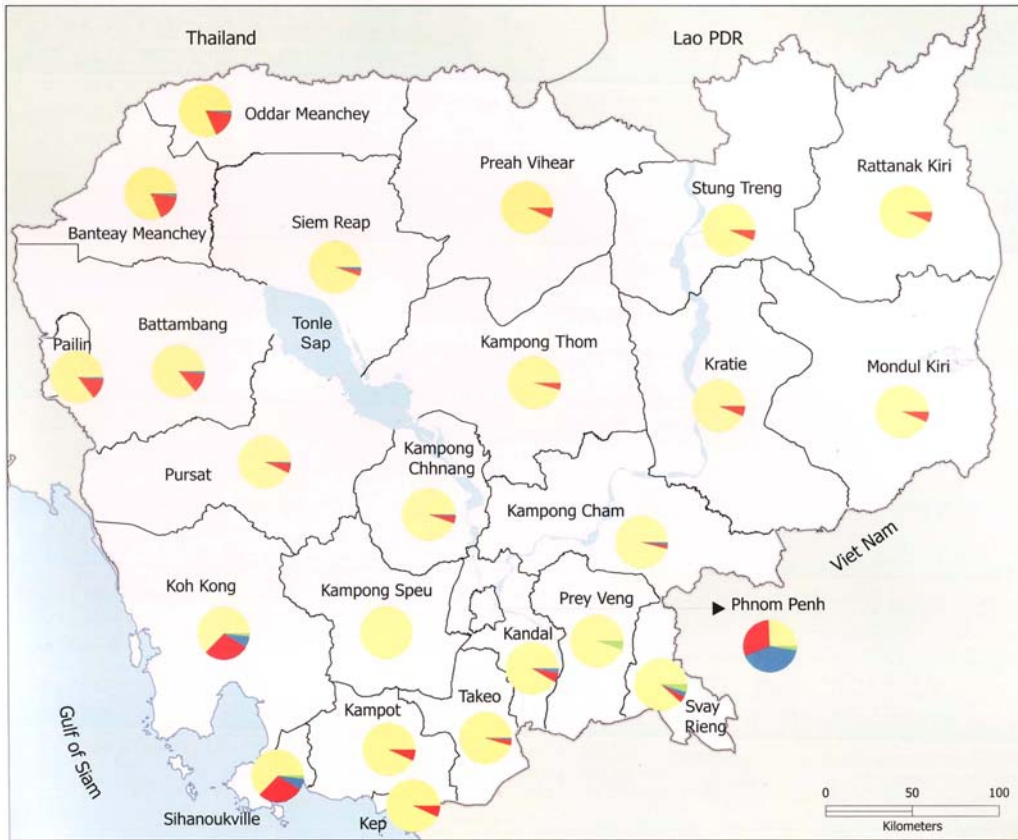 Thailand
Lao PDR
Oddar Meanchey
Preah Vihear
Rattanak Kiri
Stung Treng
Siem Reap
Banteay Meanchey
Tonle
Sap
Battambang
Pailin
Kampong Thom
Kratie
Mondul Kiri
Kampong
Chhnang
Pursat
Kampong Cham
Viet Nam
Koh Kong
Kampong Speu
Prey Veng
Phnom Penh
Kandal
Takeo
Svay
Rieng
Kampot
Gulf of Siam
Sihanoukville
Kep
0 50 100
Kilometers